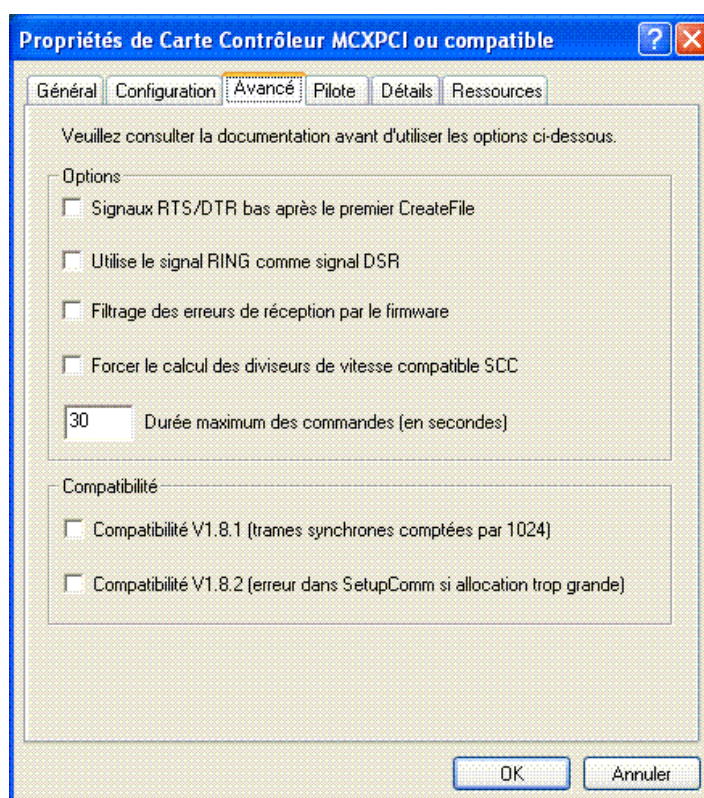 Propriétés de Carte Contrôleur MCXPCI ou compatible
Général Configuration Avancé Pilote Détails Ressources
Veuillez consulter la documentation avant d'utiliser les options ci-dessous.
Options
Signaux RTS/DTR bas après le premier CreateFile
Utilise le signal RING comme signal DSR
Filtrage des erreurs de réception par le firmware
Forcer le calcul des diviseurs de vitesse compatible SCC
30 Durée maximum des commandes (en secondes)
Compatibilité
Compatibilité V1.8.1 (trames synchrones comptées par 1024)
Compatibilité V1.8.2 (erreur dans SetupComm si allocation trop grande)
OK Annuler